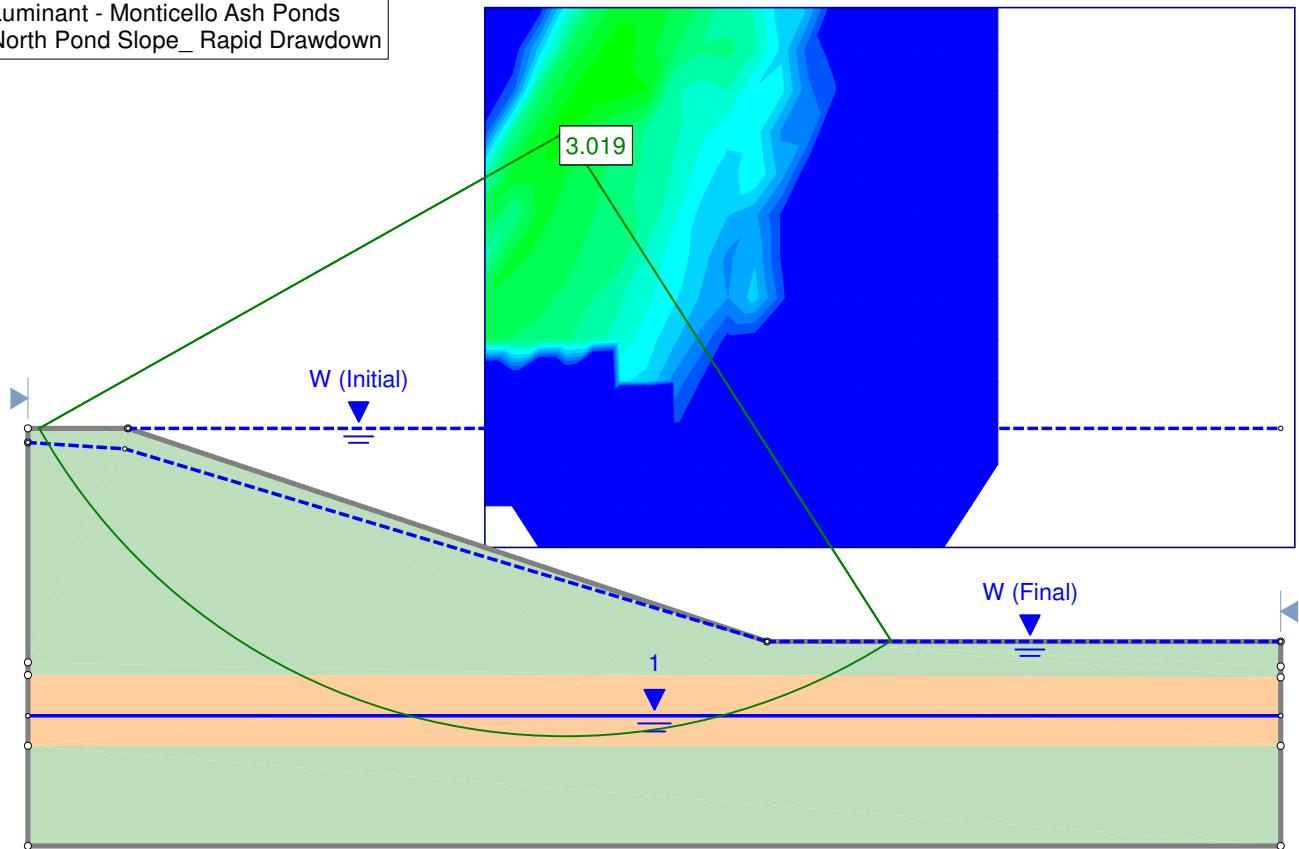 Luminant - Monticello Ash Ponds
North Pond Slope_ Rapid Drawdown
3.019
W (Initial)
W (Final)
1